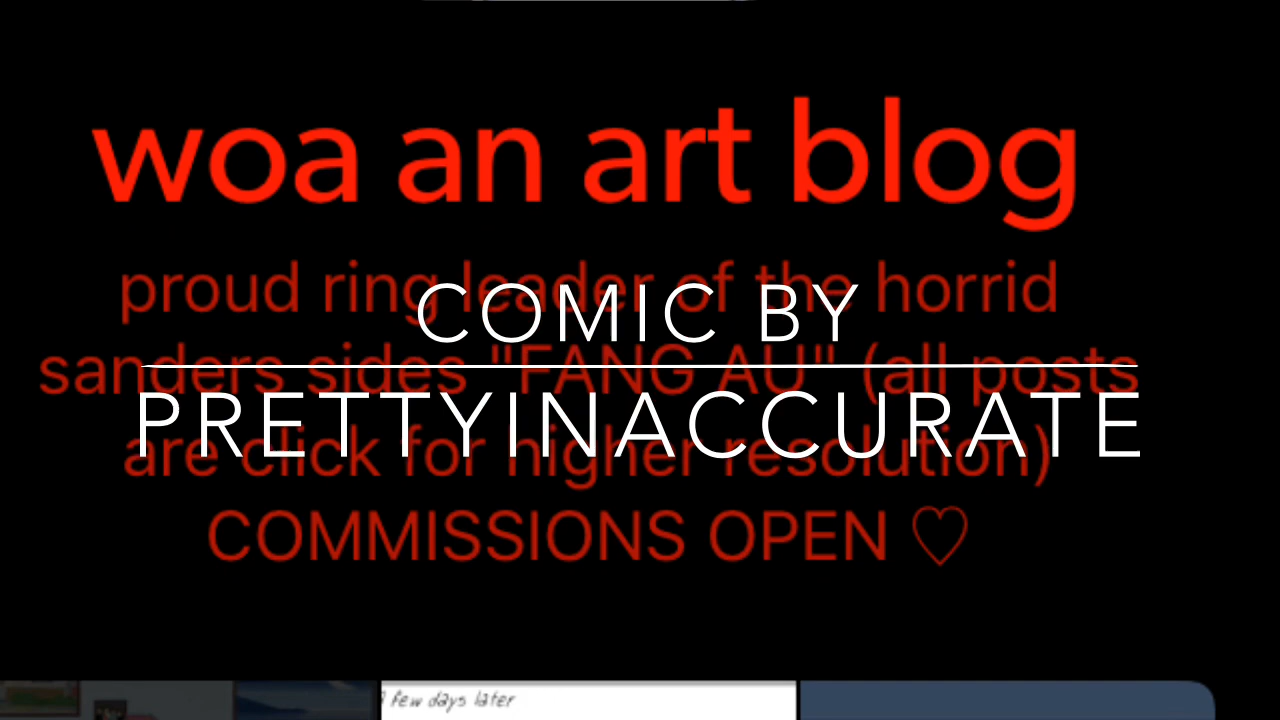 woa an art blog
proud ring leader of the horrid
COMIC BY
sanders sides "FANG AU" (all posts
PRETTYINACCURATE
are click for higher resolution)
COMMISSIONS OPEN ♡
few days later